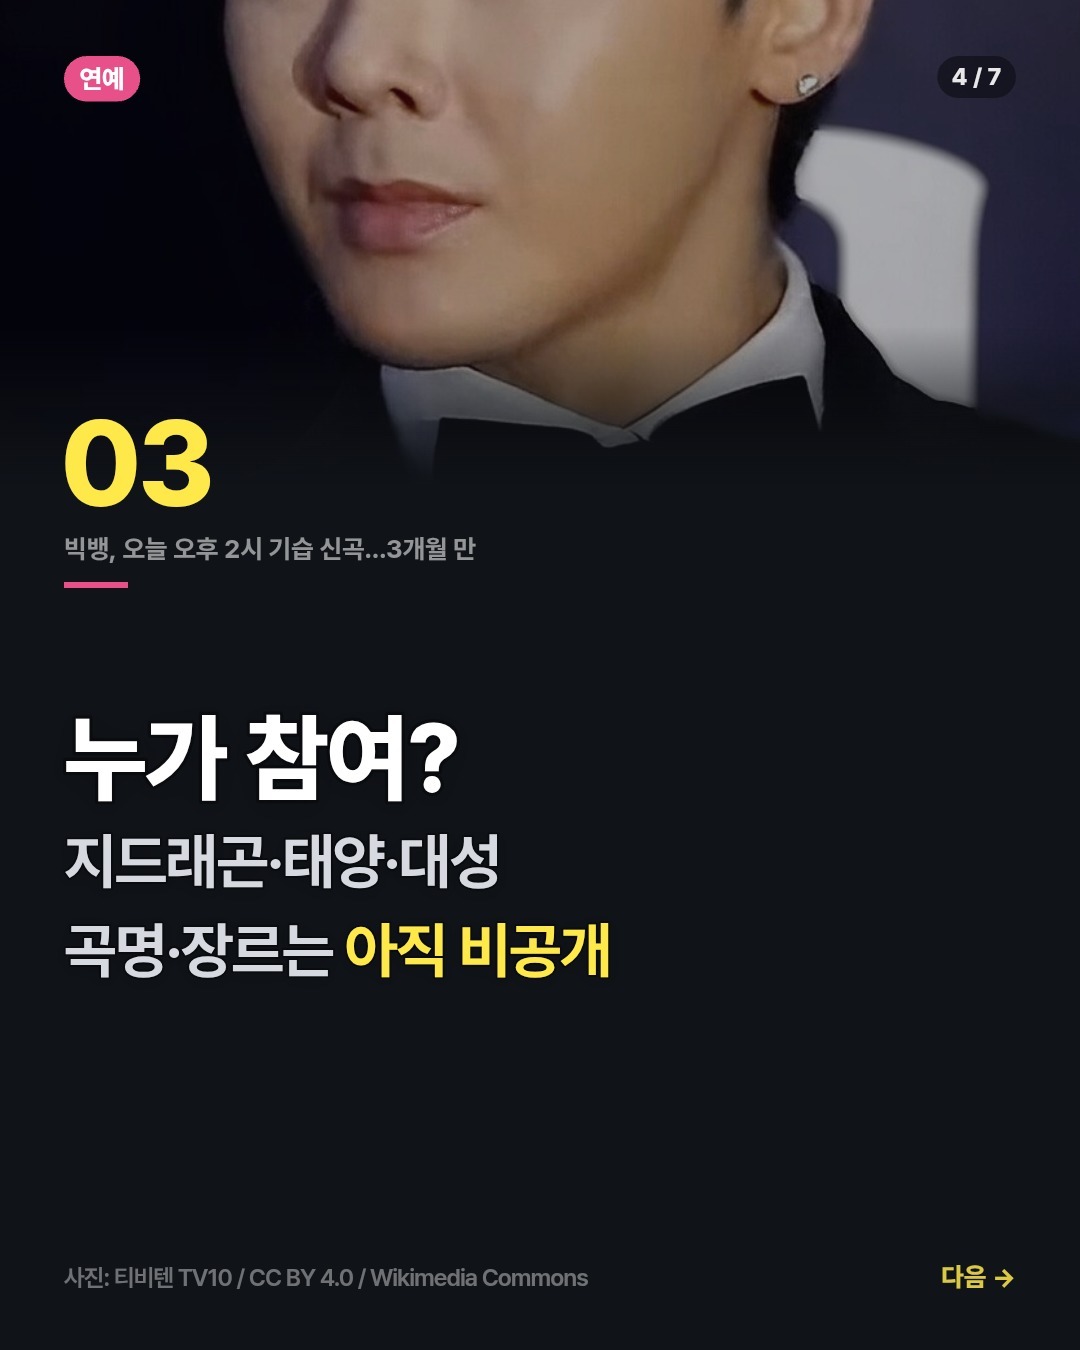 연예
4 / 7
03
빅뱅, 오늘 오후 2시 기습 신곡...3개월 만
누가 참여?
지드래곤·태양·대성
곡명·장르는 아직 비공개
사진: 티비텐 TV10 / CC BY 4.0 / Wikimedia Commons
다음 →